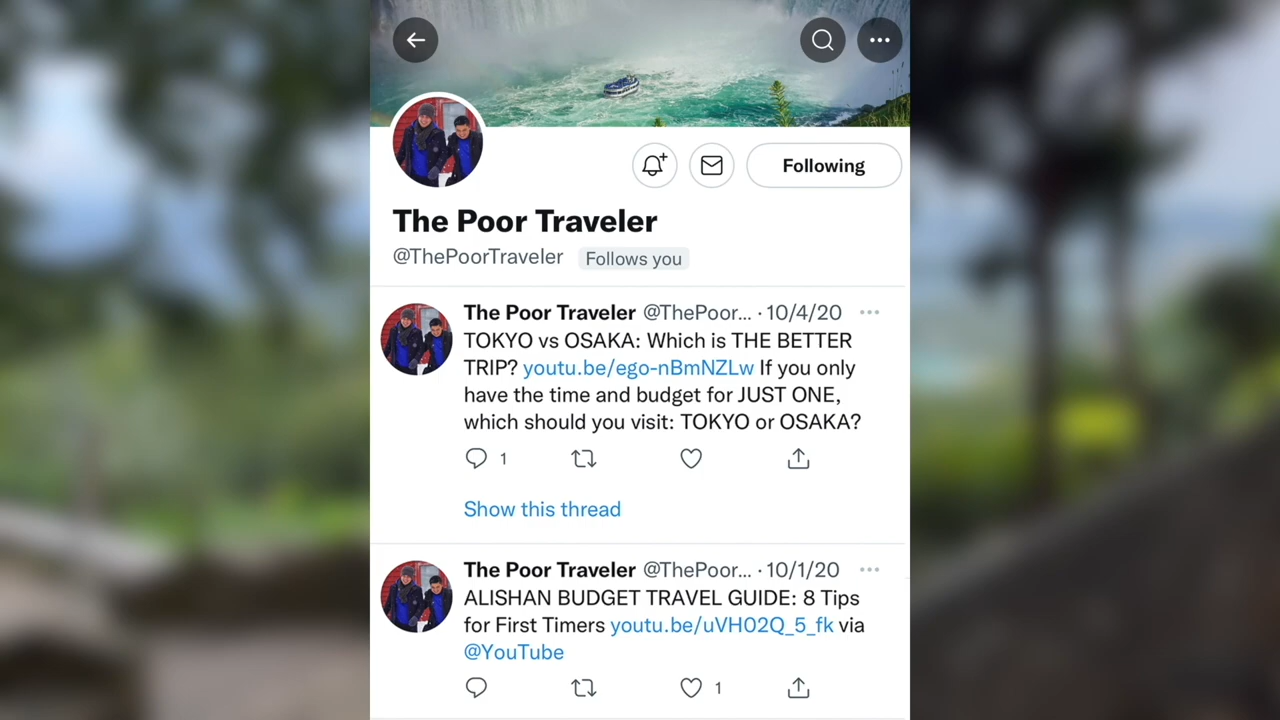 Following
The Poor Traveler
@ThePoorTraveler Follows you
The Poor Traveler @ThePoor... · 10/4/20
TOKYO vs OSAKA: Which is THE BETTER
TRIP? youtu.be/ego-nBmNZLw If you only
have the time and budget for JUST ONE,
which should you visit: TOKYO or OSAKA?
1
Show this thread
The Poor Traveler @ThePoor... · 10/1/20
ALISHAN BUDGET TRAVEL GUIDE: 8 Tips
for First Timers youtu.be/uVH02Q_5_fk via
@YouTube
1